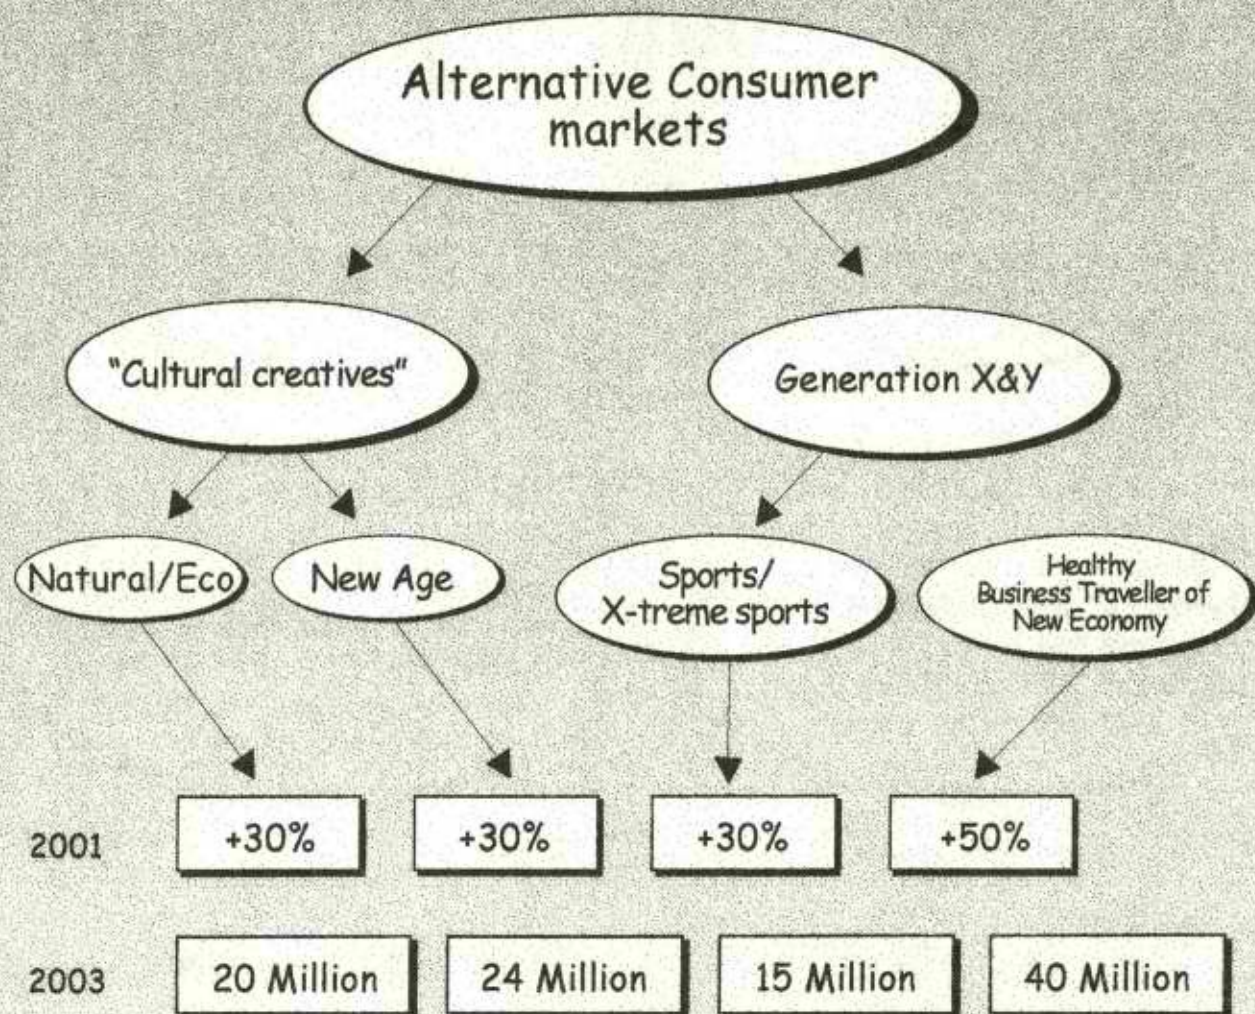 Alternative Consumer
markets
"Cultural creatives"
Generation X&Y
Natural/Eco
New Age
Sports/
X-treme sports
Healthy
Business Traveller of
New Economy
2001
+30%
+30%
+30%
+50%
2003
20 Million
24 Million
15 Million
40 Million